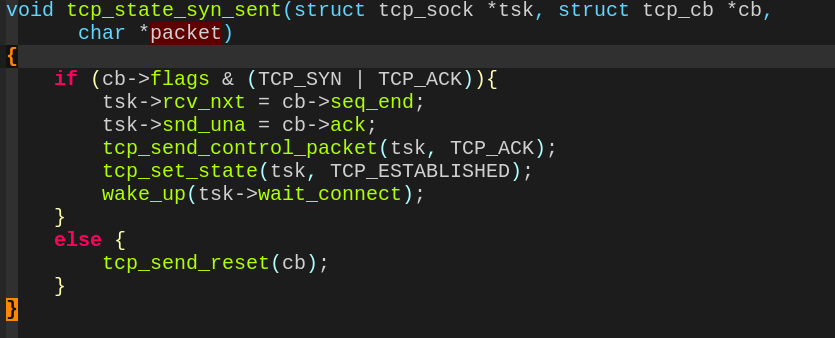 void tcp_state_syn_sent(struct tcp_sock *tsk, struct tcp_cb *cb,
      char *packet)
{
    if (cb->flags & (TCP_SYN | TCP_ACK)){
        tsk->rcv_nxt = cb->seq_end;
        tsk->snd_una = cb->ack;
        tcp_send_control_packet(tsk, TCP_ACK);
        tcp_set_state(tsk, TCP_ESTABLISHED);
        wake_up(tsk->wait_connect);
    }
    else {
        tcp_send_reset(cb);
    }
}